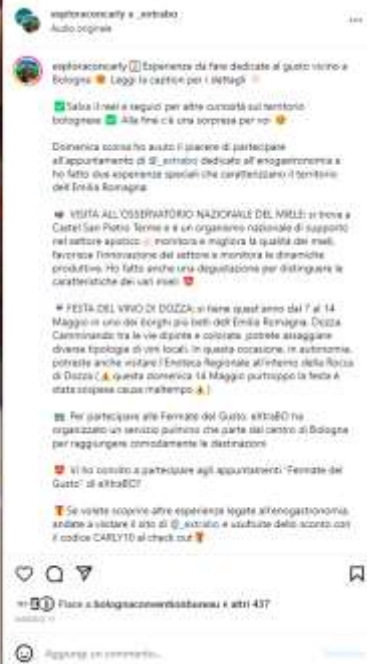 esploraconcarly e _extrabo
Audio originale
esploraconcarly 2️⃣ Esperienze da fare dedicate al gusto vicino a
Bologna 🤩 Leggi la caption per i dettagli
✅ Salva il reel e seguici per altre curiosità sul territorio
bolognese ✅ Alla fine c'è una sorpresa per voi
Domenica scorsa ho avuto il piacere di partecipare
all'appuntamento di @_extrabo dedicato all'enogastronomia e
ho fatto due esperienze speciali che caratterizzano il territorio
dell'Emilia Romagna
VISITA ALL'OSSERVATORIO NAZIONALE DEL MIELE: si trova a
Castel San Pietro Terme e è un organismo nazionale di supporto
nel settore apistico monitora e migliora la qualità dei mieli,
favorisce l'innovazione del settore e monitora le dinamiche
produttive. Ho fatto anche una degustazione per distinguere le
caratteristiche dei vari mieli
FESTA DEL VINO DI DOZZA: si tiene quest'anno dal 7 al 14
Maggio in uno dei borghi più belli dell'Emilia Romagna, Dozza.
Camminando tra le vie dipinte e colorate, potrete assaggiare
diverse tipologie di vini locali. In questa occasione, in autonomia,
potreste anche visitare l'Enoteca Regionale all'interno della Rocca
di Dozza (⚠️ questa domenica 14 Maggio purtroppo la festa è
stata sospesa causa maltempo ⚠️)
Per partecipare alle Fermate del Gusto, eXtraBO ha
organizzato un servizio pulmino che parte dal centro di Bologna
per raggiungere comodamente le destinazioni
Vi ho convinto a partecipare agli appuntamenti "Fermate del
Gusto" di eXtraBO?
Se volete scoprire altre esperienze legate all'enogastronomia,
andate a visitare il sito di @_extrabo e usufruite dello sconto con
il codice CARLY10 al check out
Piace a bolognaconventionbureau e altri 437
Aggiungi un commento...